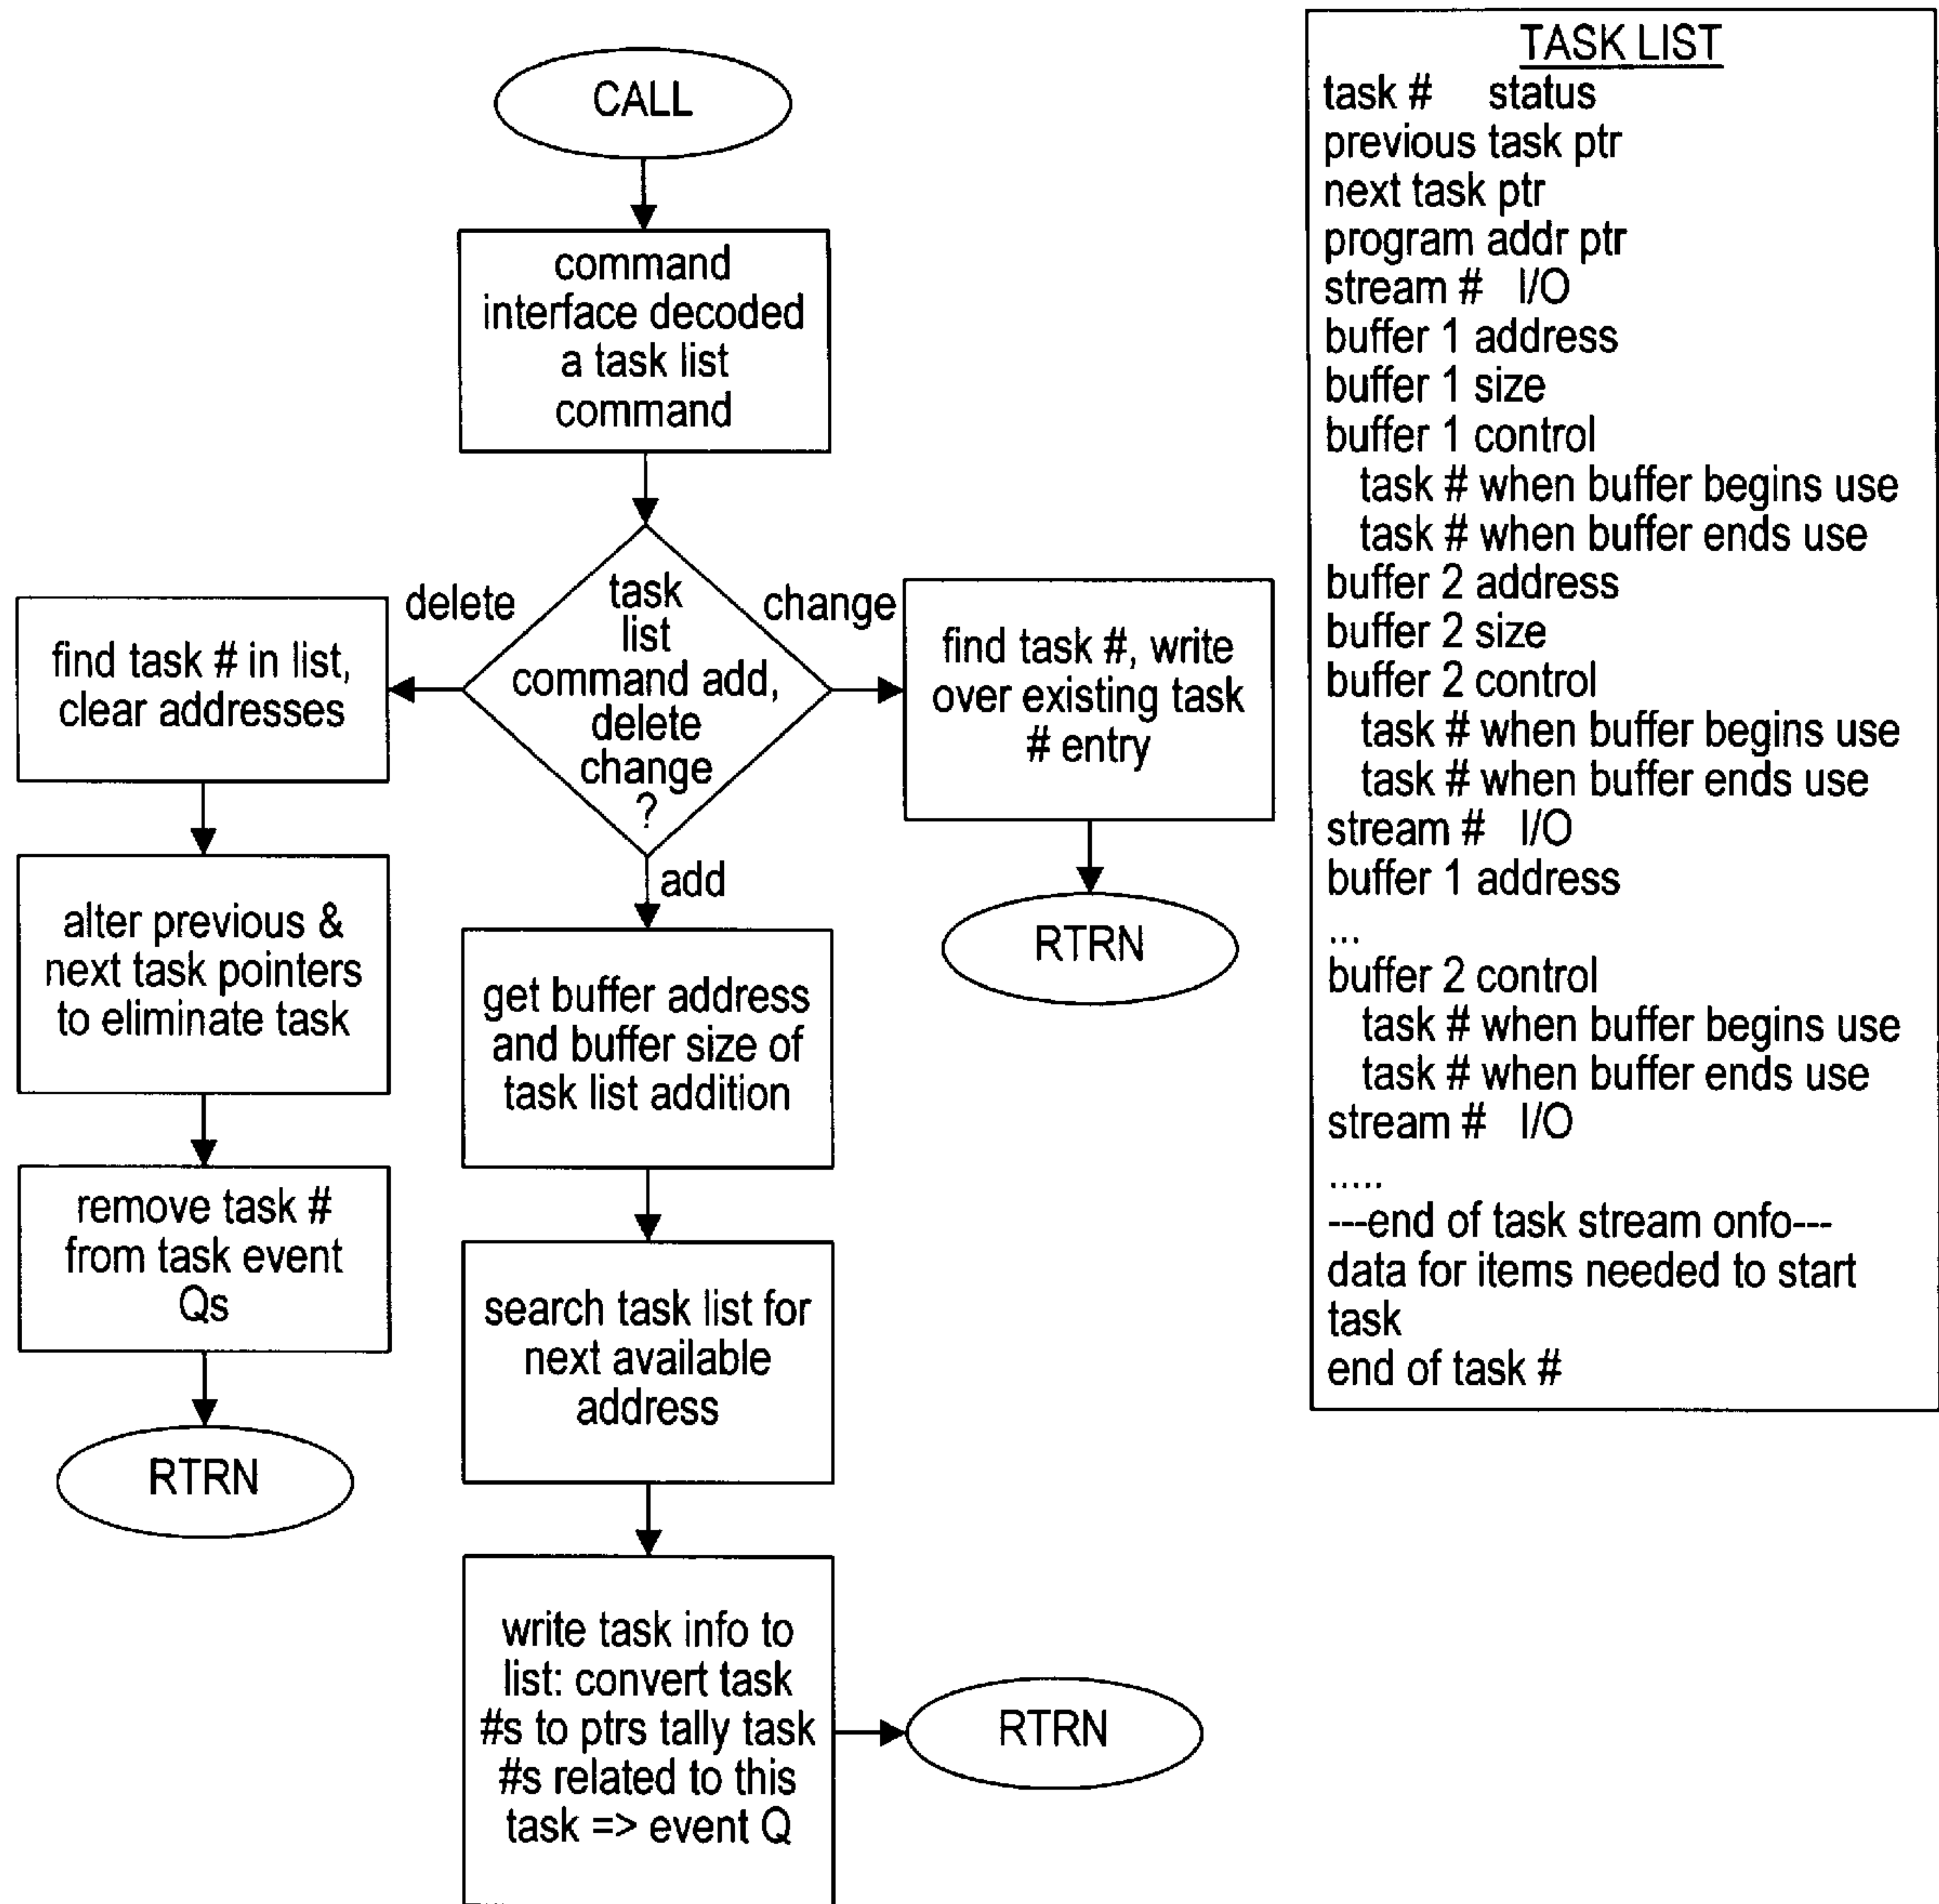 CALL
command
interface decoded
a task list
command
task
list
command add,
delete
change
?
delete
find task # in list,
clear addresses
alter previous &
next task pointers
to eliminate task
remove task #
from task event
Qs
RTRN
change
find task #, write
over existing task
# entry
RTRN
add
get buffer address
and buffer size of
task list addition
search task list for
next available
address
write task info to
list: convert task
#s to ptrs tally task
#s related to this
task => event Q
RTRN
TASK LIST
task # status
previous task ptr
next task ptr
program addr ptr
stream # I/O
buffer 1 address
buffer 1 size
buffer 1 control
task # when buffer begins use
task # when buffer ends use
buffer 2 address
buffer 2 size
buffer 2 control
task # when buffer begins use
task # when buffer ends use
stream # I/O
buffer 1 address
...
buffer 2 control
task # when buffer begins use
task # when buffer ends use
stream # I/O
.....
---end of task stream onfo---
data for items needed to start
task
end of task #